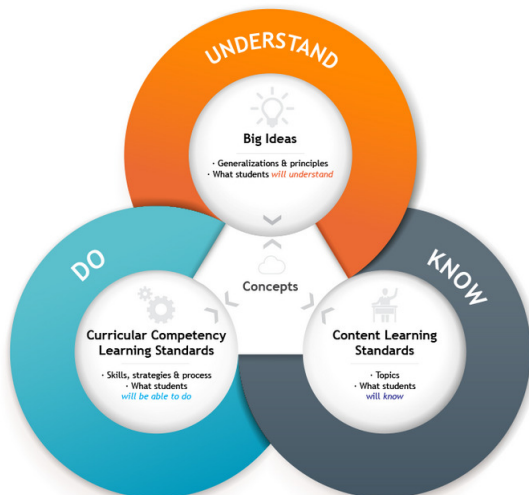 UNDERSTAND
Big Ideas
· Generalizations & principles
· What students will understand
Concepts
DO
Curricular Competency
Learning Standards
· Skills, strategies & process
· What students
will be able to do
KNOW
Content Learning
Standards
· Topics
· What students
will know